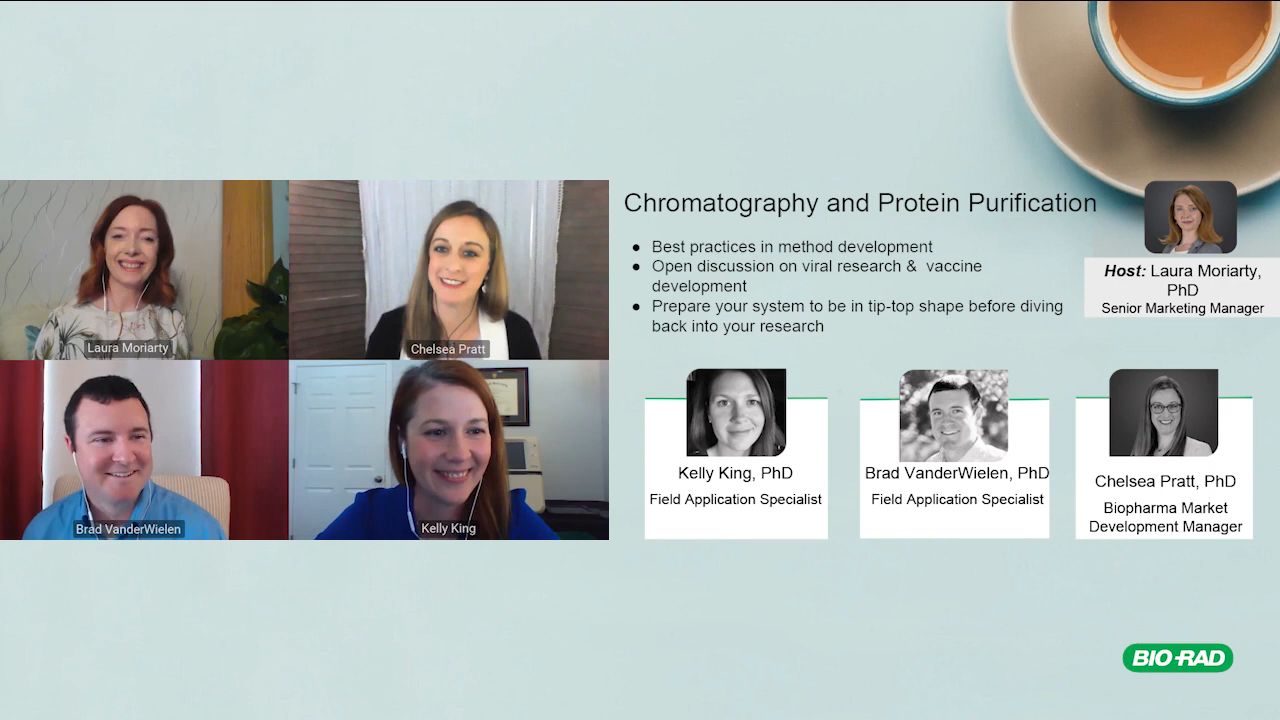 Laura Moriarty
Chelsea Pratt
Brad VanderWielen
Kelly King
Chromatography and Protein Purification
● Best practices in method development
● Open discussion on viral research & vaccine
development
● Prepare your system to be in tip-top shape before diving
back into your research
Host: Laura Moriarty,
PhD
Senior Marketing Manager
Kelly King, PhD
Field Application Specialist
Brad VanderWielen, PhD
Field Application Specialist
Chelsea Pratt, PhD
Biopharma Market
Development Manager
BIO-RAD